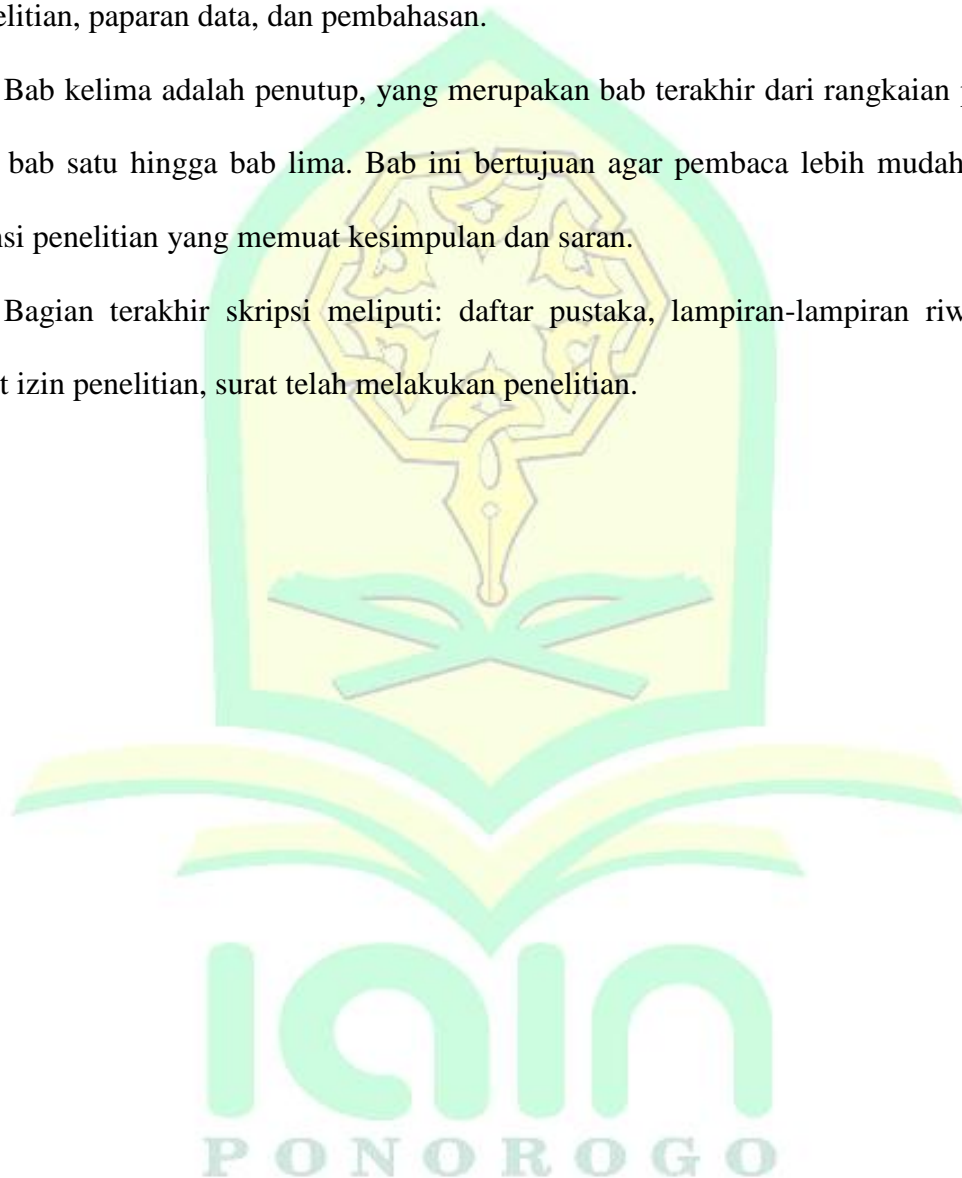 elitian, paparan data, dan pembahasan.
Bab kelima adalah penutup, yang merupakan bab terakhir dari rangkaian
bab satu hingga bab lima. Bab ini bertujuan agar pembaca lebih mudah
si penelitian yang memuat kesimpulan dan saran.
Bagian terakhir skripsi meliputi: daftar pustaka, lampiran-lampiran riw
t izin penelitian, surat telah melakukan penelitian.
iain
PONOROGO